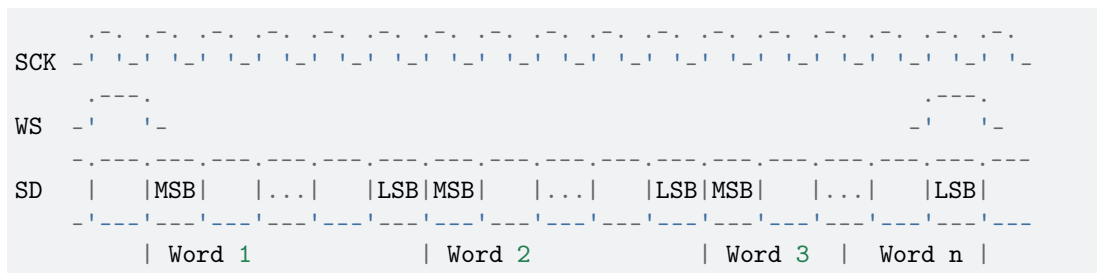 .-. .-. .-. .-. .-. .-. .-. .-. .-. .-. .-. .-. .-. .-. .-. .-. .-.
SCK -' '-' '-' '-' '-' '-' '-' '-' '-' '-' '-' '-' '-' '-' '-' '-' '-' '-
     .---.                                                       .---.
WS  -'   '-                                                     -'   '-
    -.---.---.---.---.---.---.---.---.---.---.---.---.---.---.---.---.---
SD   |   |MSB|   |...|   |LSB|MSB|   |...|   |LSB|MSB|   |...|   |LSB|
    -'---'---'---'---'---'---'---'---'---'---'---'---'---'---'---'---'---
         | Word 1            | Word 2            | Word 3  |  Word n |